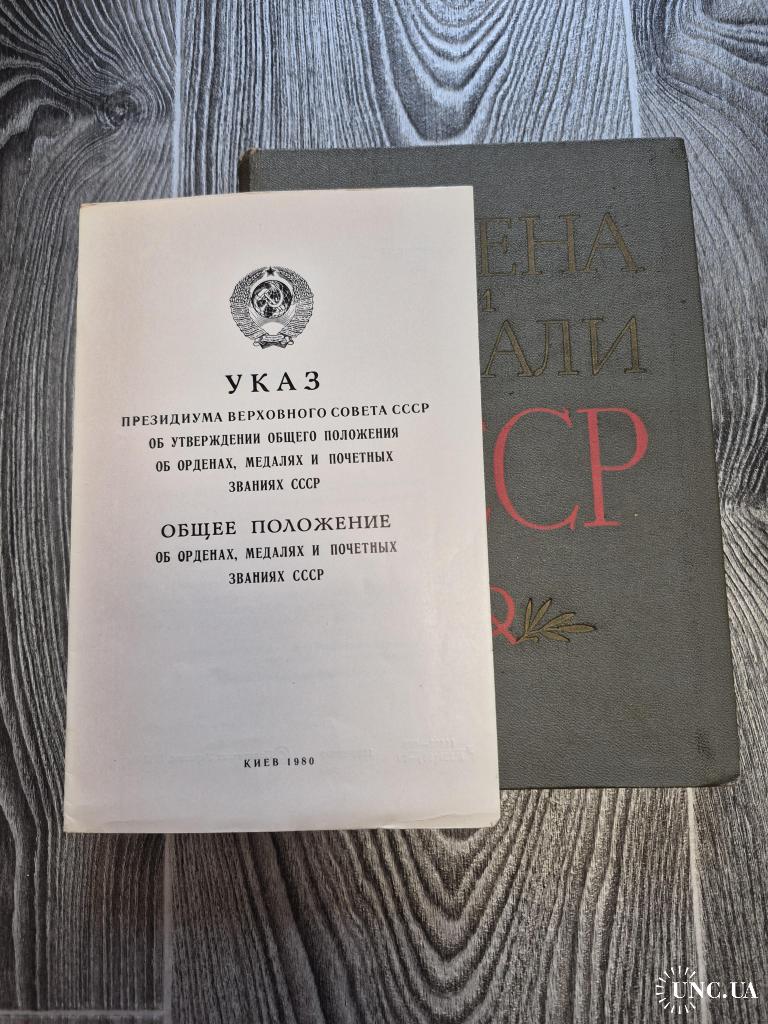 УКАЗ
ПРЕЗИДИУМА ВЕРХОВНОГО СОВЕТА СССР
ОБ УТВЕРЖДЕНИИ ОБЩЕГО ПОЛОЖЕНИЯ
ОБ ОРДЕНАХ, МЕДАЛЯХ И ПОЧЕТНЫХ
ЗВАНИЯХ СССР
ОБЩЕЕ ПОЛОЖЕНИЕ
ОБ ОРДЕНАХ, МЕДАЛЯХ И ПОЧЕТНЫХ
ЗВАНИЯХ СССР
КИЕВ 1980
ЕНА
И
АЛИ
ССР
UNC.UA